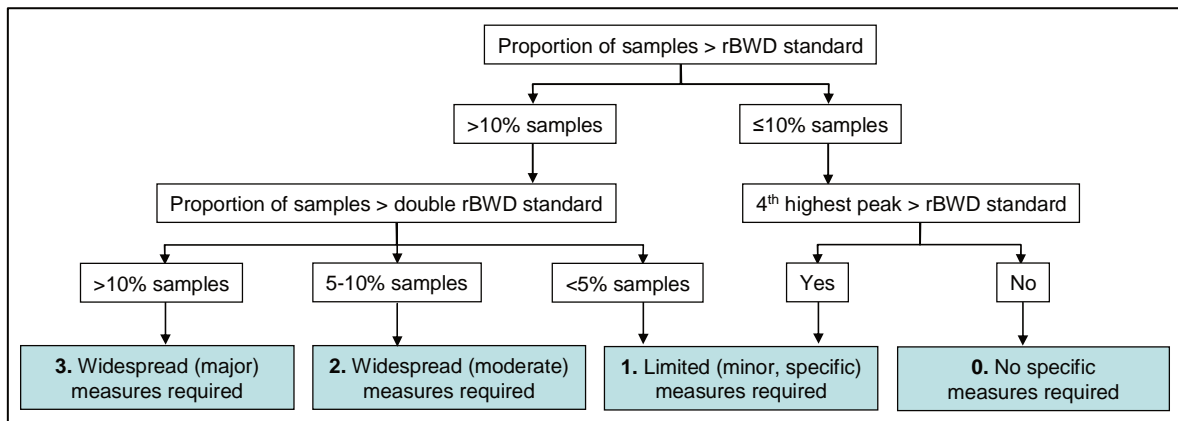 Proportion of samples > rBWD standard
>10% samples
≤10% samples
Proportion of samples > double rBWD standard
4th highest peak > rBWD standard
>10% samples
5-10% samples
<5% samples
Yes
No
3. Widespread (major)
measures required
2. Widespread (moderate)
measures required
1. Limited (minor, specific)
measures required
0. No specific
measures required